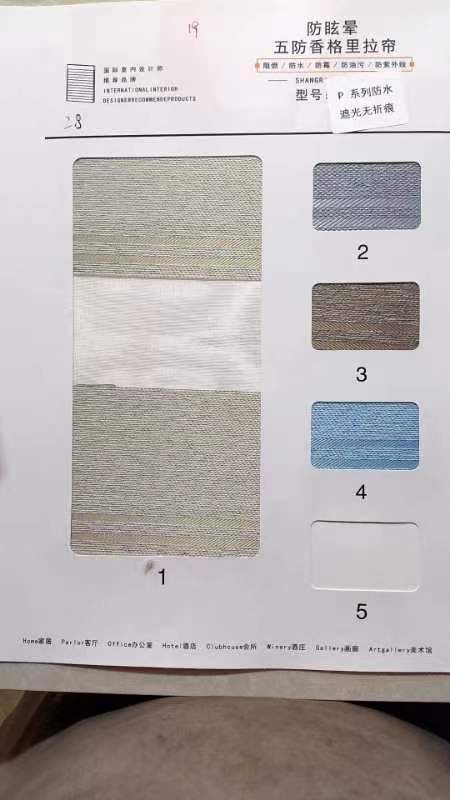 19
防眩晕
五防香格里拉帘
阻燃 / 防水 / 防霉 / 防油污 / 防紫外线
国际室内设计师
推荐品牌
INTERNATIONALINTERIOR
DESIGNERRECOMMENDEPRODUCTS
SHANGR
型号:
P 系列防水
遮光无折痕
28
1
2
3
4
5
Home家居 Parlor客厅 Office办公室 Hotel酒店 Clubhouse会所 Winery酒庄 Gallery画廊 Artgallery美术馆